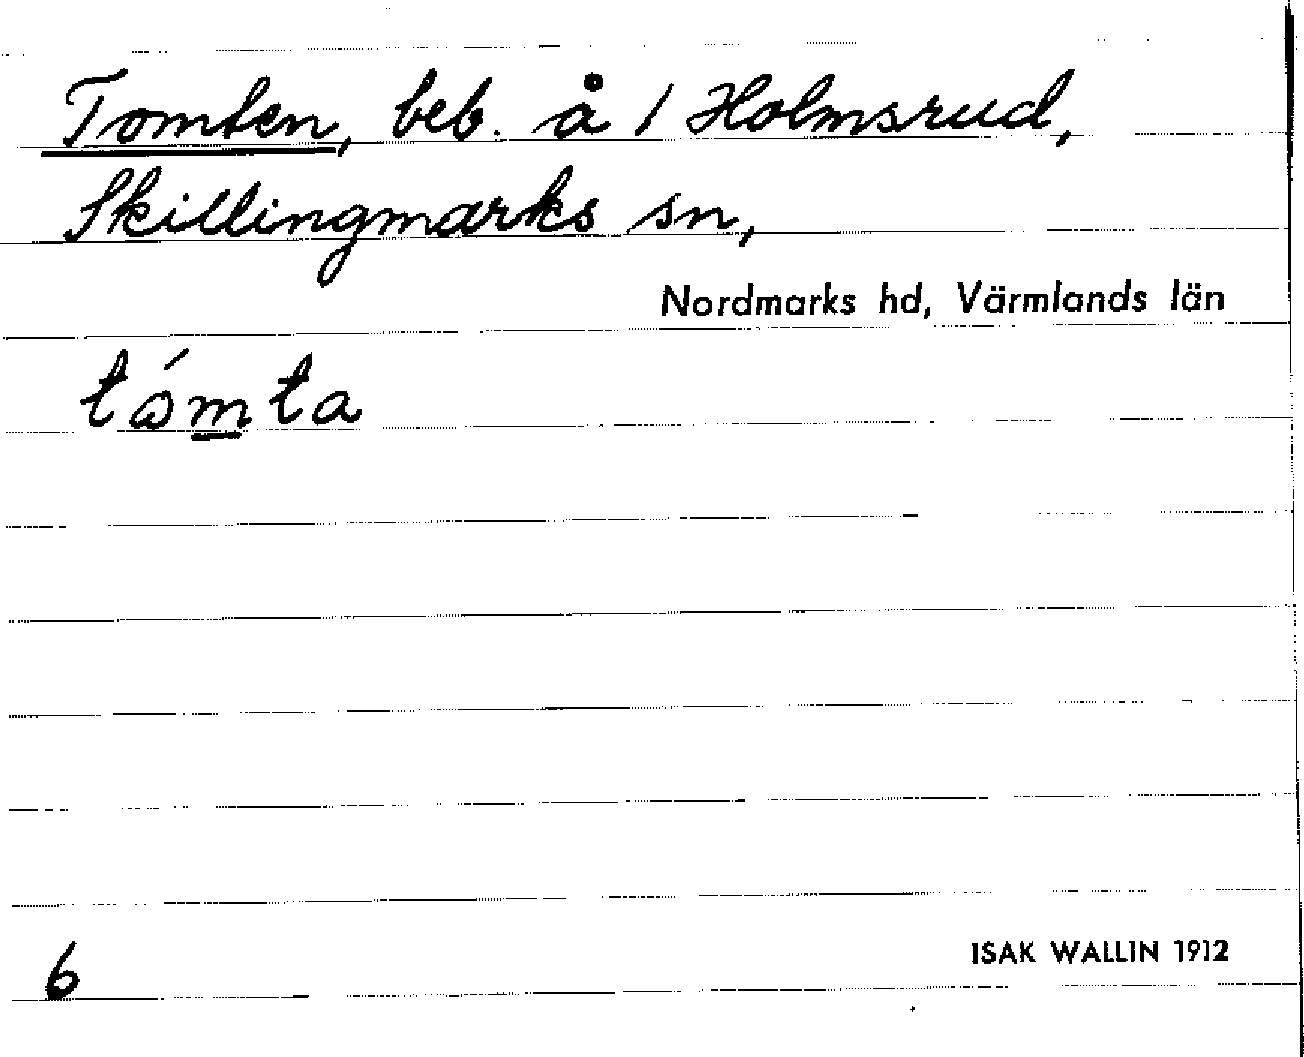 Tomten, beb. å 1 Holmsrud,
Skillingmarks sn,
Nordmarks hd, Värmlands län
tómta
6
ISAK WALLIN 1912